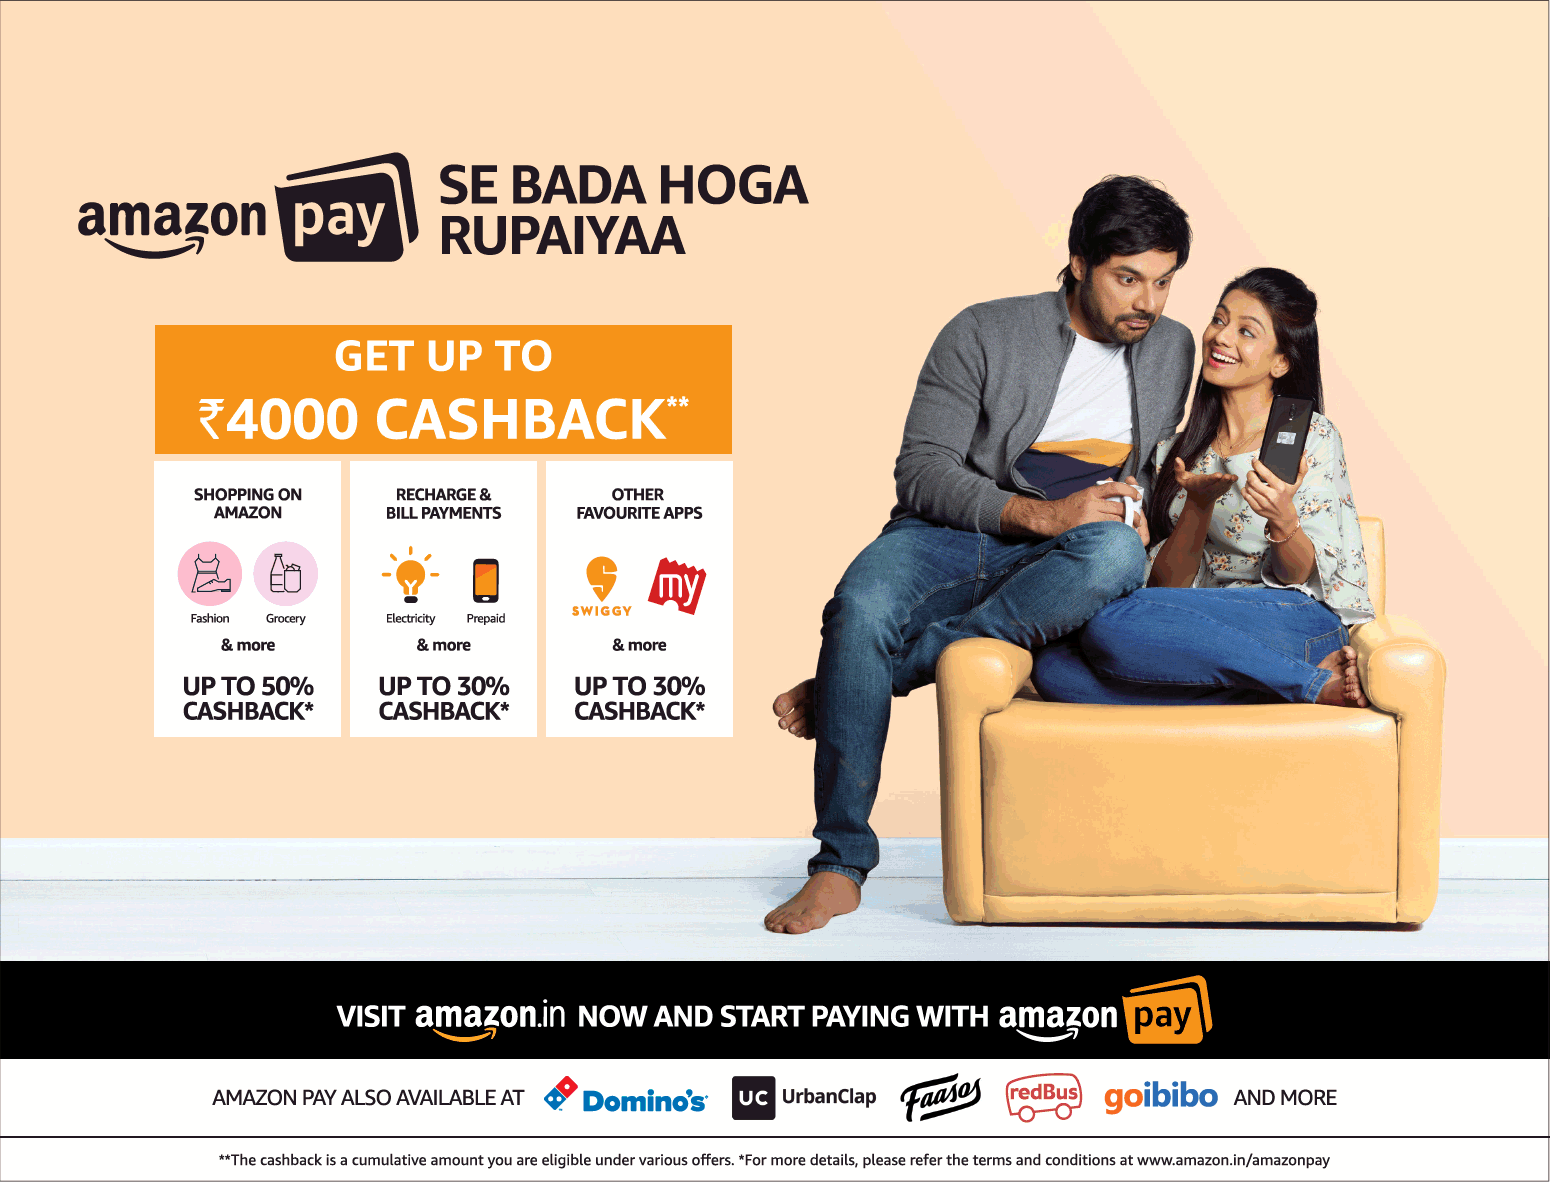 amazon pay SE BADA HOGA
RUPAIYAA
GET UP TO
₹4000 CASHBACK**
SHOPPING ON
AMAZON
Fashion Grocery
& more
UP TO 50%
CASHBACK*
RECHARGE &
BILL PAYMENTS
Electricity Prepaid
& more
UP TO 30%
CASHBACK*
OTHER
FAVOURITE APPS
SWIGGY my
& more
UP TO 30%
CASHBACK*
VISIT amazon.in NOW AND START PAYING WITH amazon pay
AMAZON PAY ALSO AVAILABLE AT Domino's UC UrbanClap Faasos redBus goibibo AND MORE
**The cashback is a cumulative amount you are eligible under various offers. *For more details, please refer the terms and conditions at www.amazon.in/amazonpay